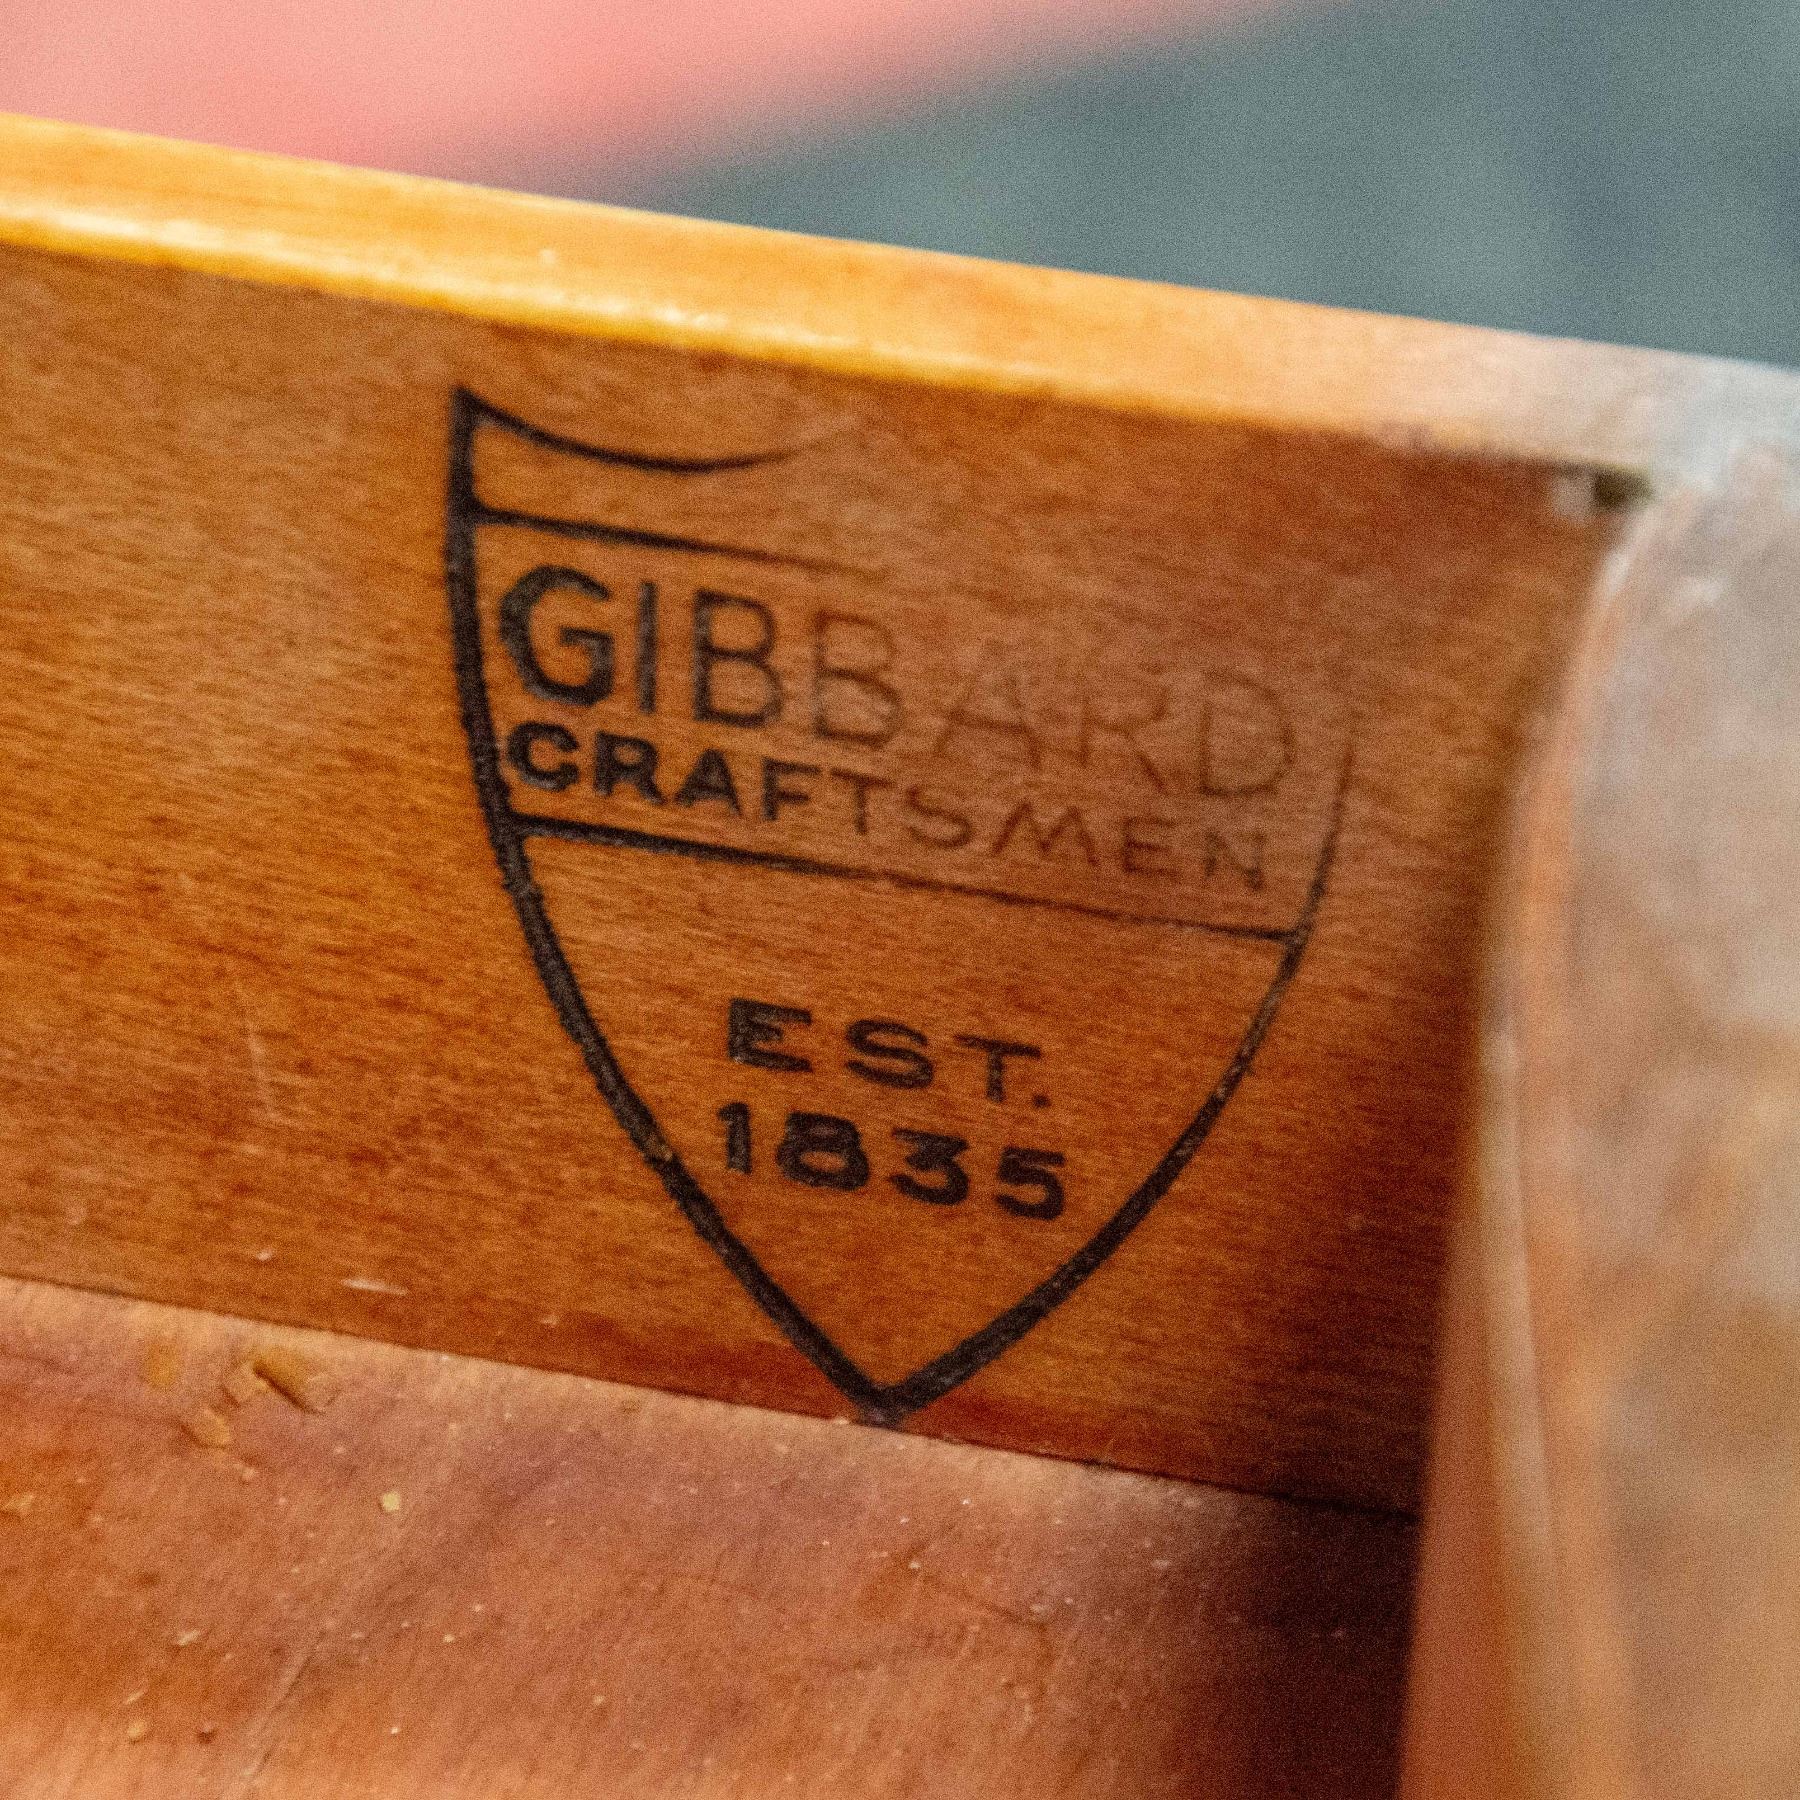 GIBBARD
CRAFTSMEN
EST.
1835